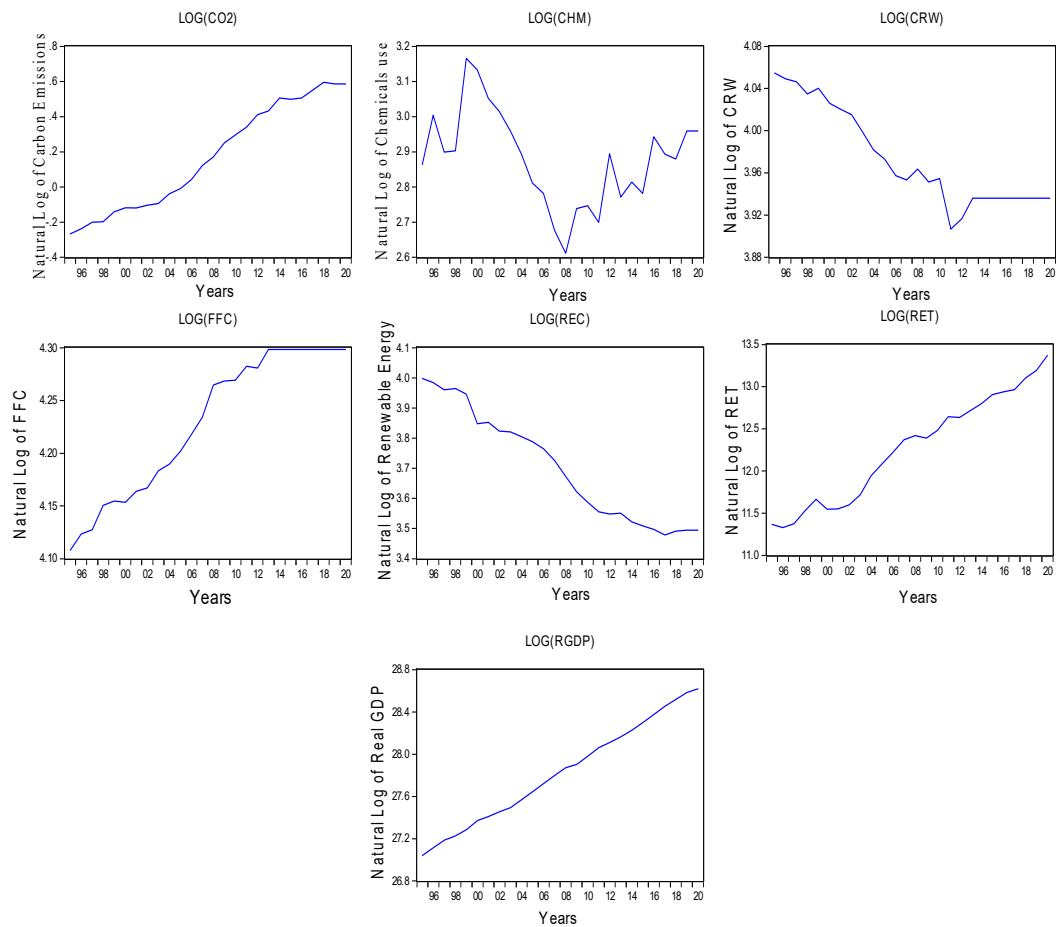 LOG(CO2)
Natural Log of Carbon Emissions
.8
.6
.4
.2
.0
-.2
-.4
96 98 00 02 04 06 08 10 12 14 16 18 20
Years
LOG(CHM)
Natural Log of Chemicals use
3.2
3.1
3.0
2.9
2.8
2.7
2.6
96 98 00 02 04 06 08 10 12 14 16 18 20
Years
LOG(CRW)
Natural Log of CRW
4.08
4.04
4.00
3.96
3.92
3.88
96 98 00 02 04 06 08 10 12 14 16 18 20
Years
LOG(FFC)
Natural Log of FFC
4.30
4.25
4.20
4.15
4.10
96 98 00 02 04 06 08 10 12 14 16 18 20
Years
LOG(REC)
Natural Log of Renewable Energy
4.1
4.0
3.9
3.8
3.7
3.6
3.5
3.4
96 98 00 02 04 06 08 10 12 14 16 18 20
Years
LOG(RET)
Natural Log of RET
13.5
13.0
12.5
12.0
11.5
11.0
96 98 00 02 04 06 08 10 12 14 16 18 20
Years
LOG(RGDP)
Natural Log of Real GDP
28.8
28.4
28.0
27.6
27.2
26.8
96 98 00 02 04 06 08 10 12 14 16 18 20
Years